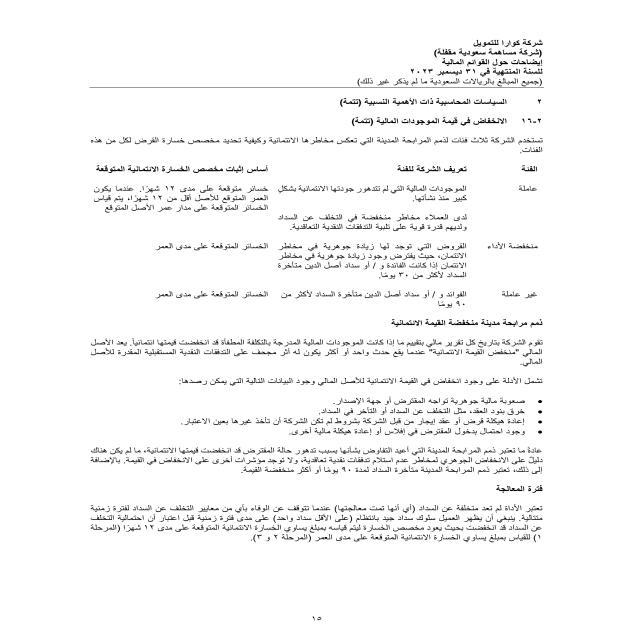 شركة كوارا للتمويل
(شركة مساهمة سعودية مقفلة)
إيضاحات حول القوائم المالية
للسنة المنتهية في ٣١ ديسمبر ٢٠٢٣
(جميع المبالغ بالريالات السعودية ما لم يذكر غير ذلك)
٢ السياسات المحاسبية ذات الأهمية النسبية (تتمة)
٢-١٦ الانخفاض في قيمة الموجودات المالية (تتمة)
تستخدم الشركة ثلاث فئات لذمم المرابحة المدينة التي تعكس مخاطرها الائتمانية وكيفية تحديد مخصص خسارة القرض لكل من هذه
الفئات.
الفئة تعريف الشركة للفئة أساس إثبات مخصص الخسارة الائتمانية المتوقعة
عاملة الموجودات المالية التي لم تتدهور جودتها الائتمانية بشكل خسائر متوقعة على مدى ١٢ شهرًا. عندما يكون
كبير منذ نشأتها. العمر المتوقع للأصل أقل من ١٢ شهرًا، يتم قياس
الخسائر المتوقعة على مدار عمر الأصل المتوقع
لدى العملاء مخاطر منخفضة في التخلف عن السداد
ولديهم قدرة قوية على تلبية التدفقات النقدية التعاقدية.
منخفضة الأداء القروض التي توجد لها زيادة جوهرية في مخاطر الخسائر المتوقعة على مدى العمر
الائتمان، حيث يفترض وجود زيادة جوهرية في مخاطر
الائتمان إذا كانت الفائدة و / أو سداد أصل الدين متأخرة
السداد لأكثر من ٣٠ يومًا.
غير عاملة الفوائد و / أو سداد أصل الدين متأخرة السداد لأكثر من الخسائر المتوقعة على مدى العمر
٩٠ يومًا
ذمم مرابحة مدينة منخفضة القيمة الائتمانية
تقوم الشركة بتاريخ كل تقرير مالي بتقييم ما إذا كانت الموجودات المالية المدرجة بالتكلفة المطفأة قد انخفضت قيمتها ائتمانياً. يعد الأصل
المالي "منخفض القيمة الائتمانية" عندما يقع حدث واحد أو أكثر يكون له أثر مجحف على التدفقات النقدية المستقبلية المقدرة للأصل
المالي.
تشمل الأدلة على وجود انخفاض في القيمة الائتمانية للأصل المالي وجود البيانات التالية التي يمكن رصدها:
• صعوبة مالية جوهرية تواجه المقترض أو جهة الإصدار.
• خرق بنود العقد، مثل التخلف عن السداد أو التأخر في السداد.
• إعادة هيكلة قرض أو عقد إيجار من قبل الشركة بشروط لم تكن الشركة أن تأخذ غيرها بعين الاعتبار.
• وجود احتمال بدخول المقترض في إفلاس أو إعادة هيكلة مالية أخرى.
عادةً ما تعتبر ذمم المرابحة المدينة التي أعيد التفاوض بشأنها بسبب تدهور حالة المقترض قد انخفضت قيمتها الائتمانية، ما لم يكن هناك
دليل على الانخفاض الجوهري لمخاطر عدم استلام تدفقات نقدية تعاقدية، ولا توجد مؤشرات أخرى على الانخفاض في القيمة. بالإضافة
إلى ذلك، تعتبر ذمم المرابحة المدينة متأخرة السداد لمدة ٩٠ يومًا أو أكثر منخفضة القيمة.
فترة المعالجة
تعتبر الأداة لم تعد متخلفة عن السداد (أي أنها تمت معالجتها) عندما تتوقف عن الوفاء بأي من معايير التخلف عن السداد لفترة زمنية
متتالية. ينبغي أن يظهر العميل سلوك سداد جيد بانتظام (على الأقل سداد واحد) على مدى فترة زمنية قبل اعتبار أن احتمالية التخلف
عن السداد قد انخفضت بحيث يعود مخصص الخسارة ليتم قياسه بمبلغ يساوي الخسارة الائتمانية المتوقعة على مدى ١٢ شهرًا (المرحلة
١) للقياس بمبلغ يساوي الخسارة الائتمانية المتوقعة على مدى العمر (المرحلة ٢ و ٣).
١٥